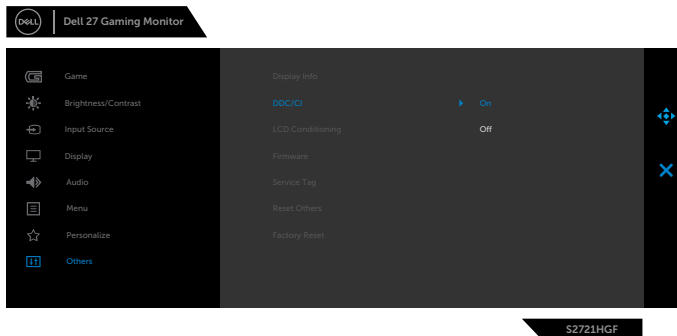 DELL
Dell 27 Gaming Monitor
Game
Display Info
Brightness/Contrast
DDC/CI
On
Input Source
LCD Conditioning
Off
Display
Firmware
Audio
Service Tag
Menu
Reset Others
Personalize
Factory Reset
Others
S2721HGF